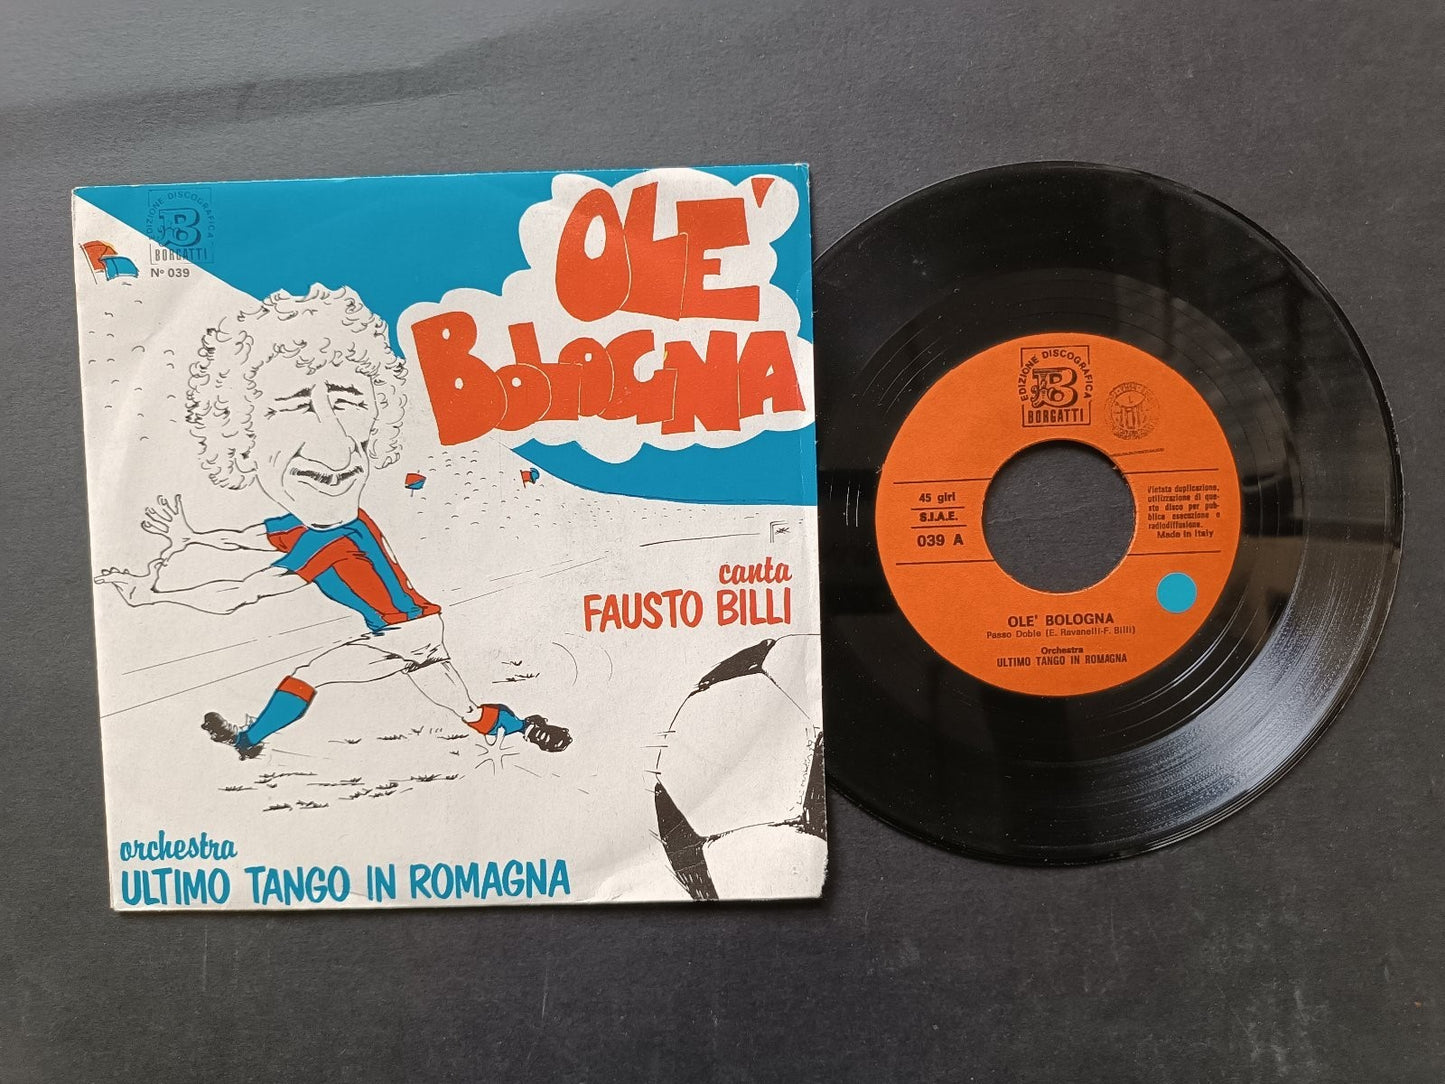 EDIZIONE DISCOGRAFICA
B
BORGATTI
N° 039
OLE'
BOLOGNA
canta
FAUSTO BILLI
orchestra
ULTIMO TANGO IN ROMAGNA
EDIZIONE DISCOGRAFICA
B
BORGATTI
45 giri
S.I.A.E.
039 A
Vietata duplicazione,
utilizzazione di que-
sto disco per pub-
blica esecuzione e
radiodiffusione.
Made in Italy
OLE' BOLOGNA
Passo Doble (E. Ravanelli-F. Billi)
Orchestra
ULTIMO TANGO IN ROMAGNA